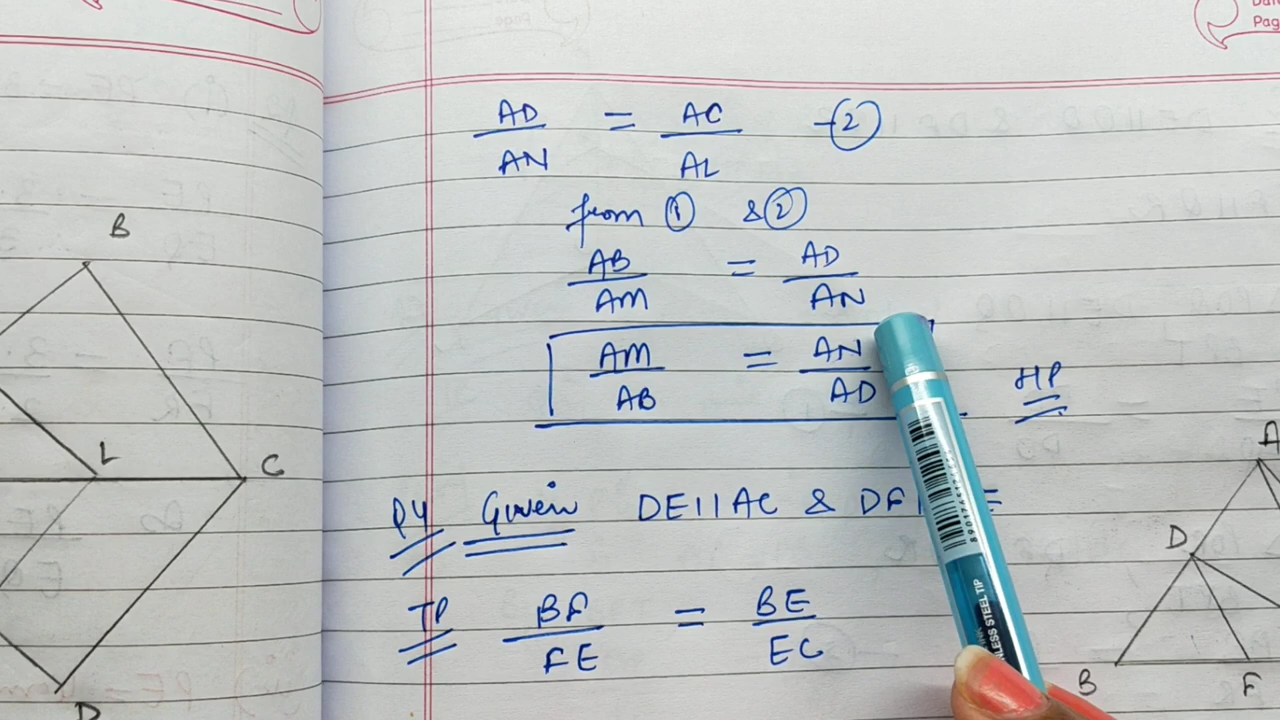 AD = AC - ②
AN AL
from ① & ②
AB = AD
AM AN
AM = AN
AB AD
HP
Given DE || AC & DF
TP BF = BE
FE EC
B
L
C
D
A
D
B
F
Pag